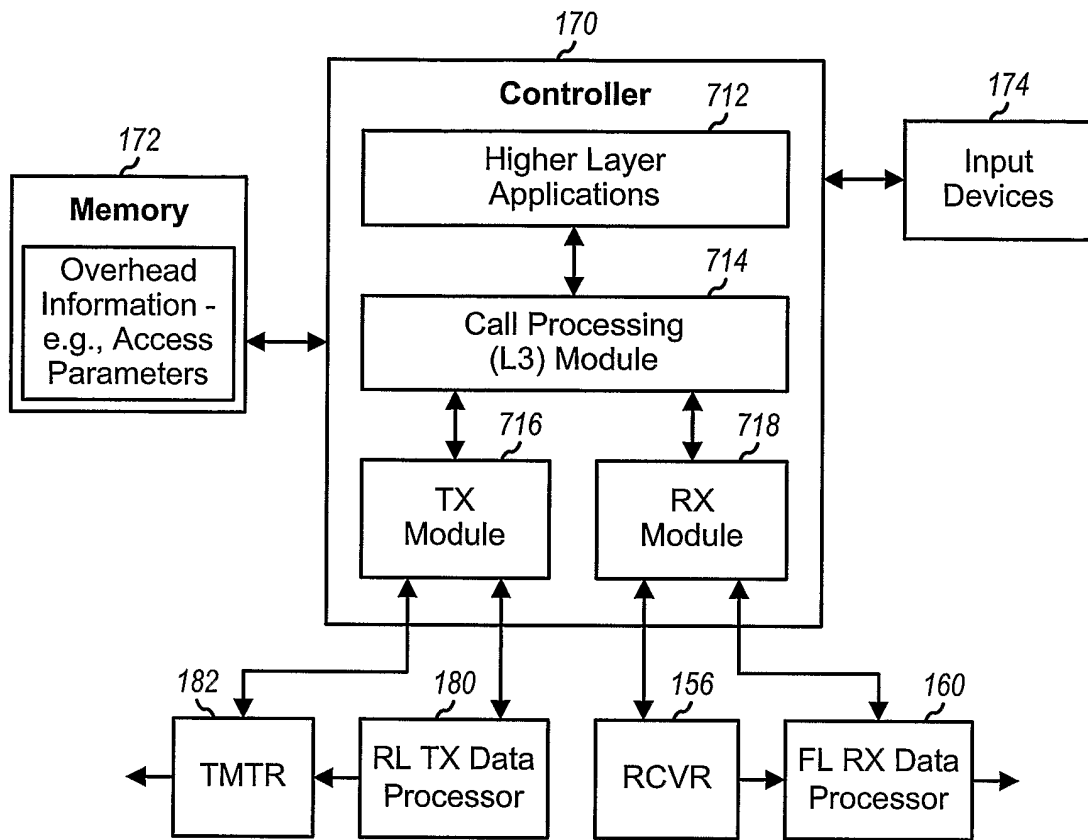 170
Controller
712
Higher Layer
Applications
174
Input
Devices
172
Memory
Overhead
Information -
e.g., Access
Parameters
714
Call Processing
(L3) Module
716
TX
Module
718
RX
Module
182
TMTR
180
RL TX Data
Processor
156
RCVR
160
FL RX Data
Processor